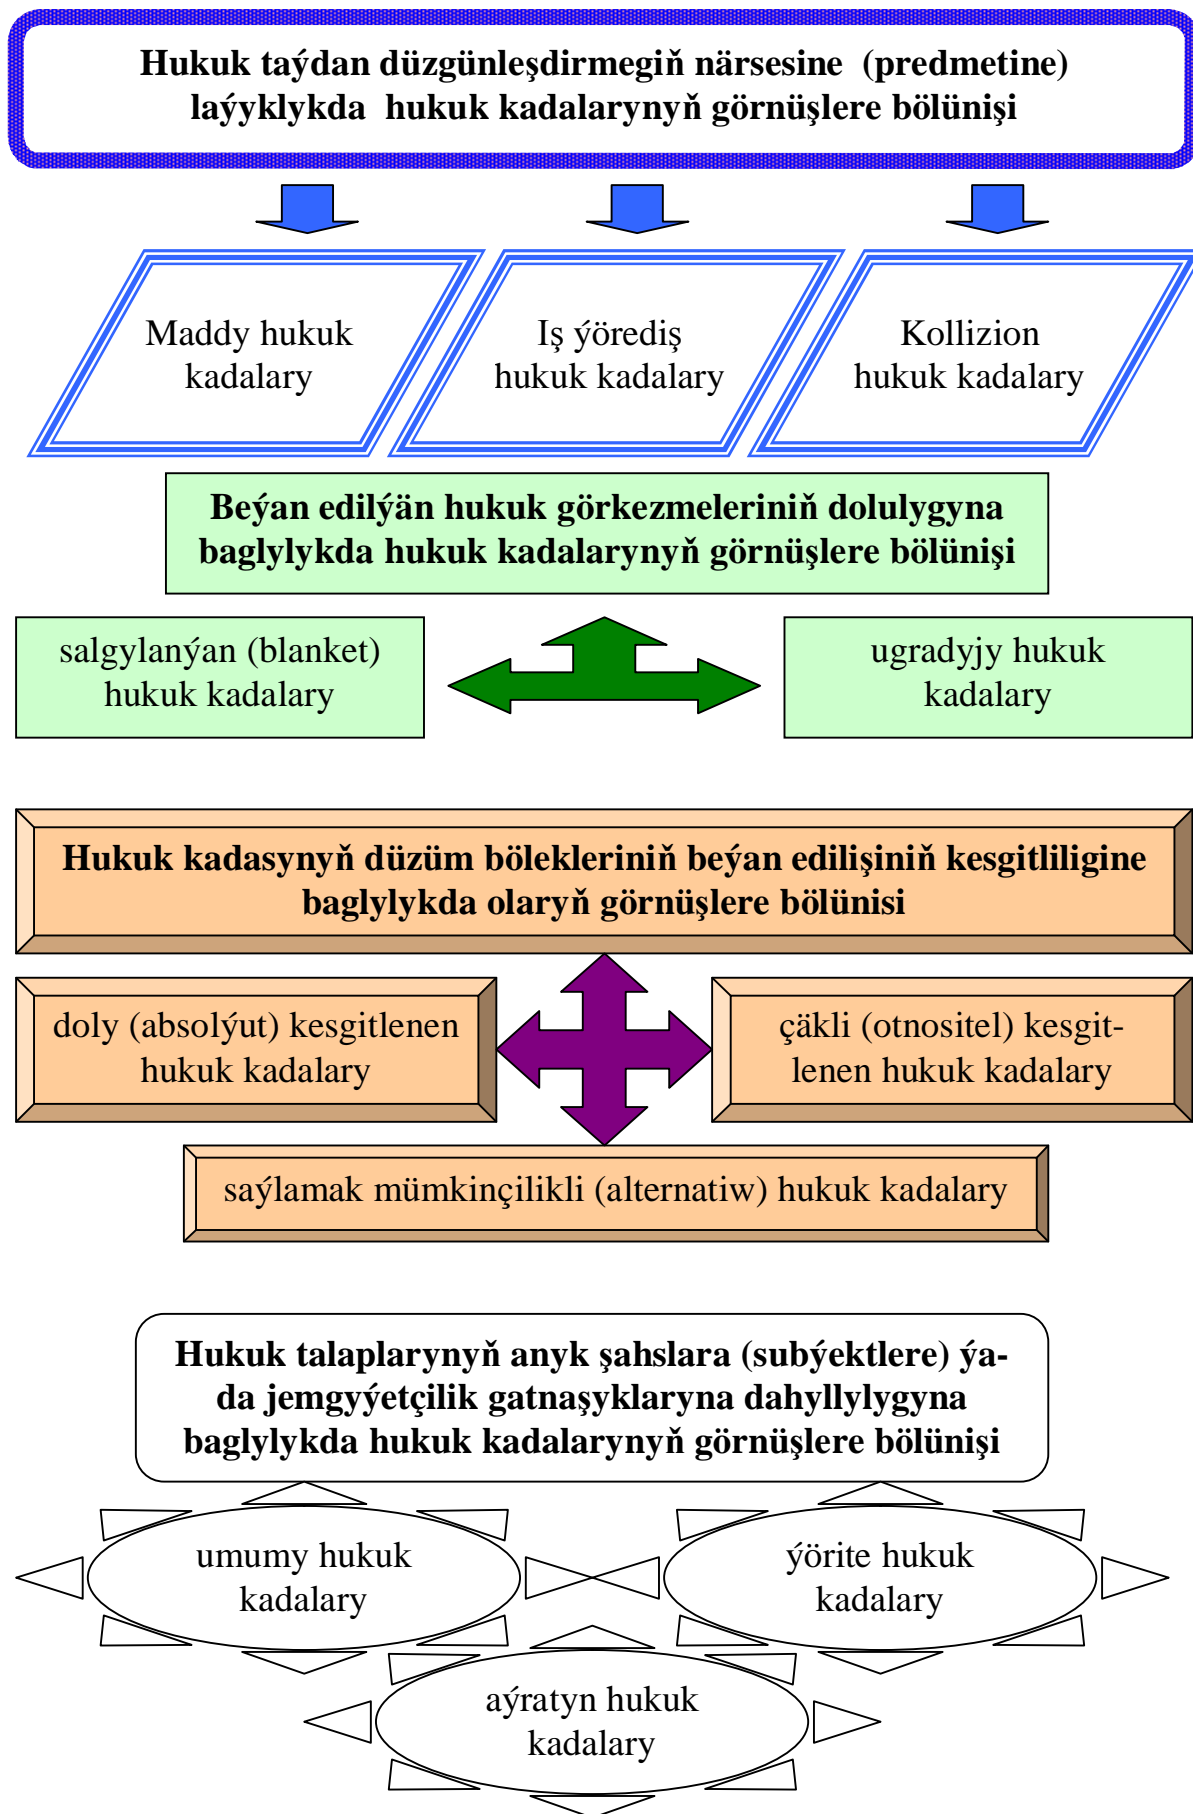 Hukuk taýdan düzgünleşdirmegiň närsesine (predmetine)
laýyklykda hukuk kadalarynyň görnüşlere bölünişi
Maddy hukuk
kadalary
Iş ýörediş
hukuk kadalary
Kollizion
hukuk kadalary
Beýan edilýän hukuk görkezmeleriniň dolulygyna
baglylykda hukuk kadalarynyň görnüşlere bölünişi
salgylanýan (blanket)
hukuk kadalary
ugradyjy hukuk
kadalary
Hukuk kadasynyň düzüm bölekleriniň beýan edilişiniň kesgitliligine
baglylykda olaryň görnüşlere bölünisi
doly (absolýut) kesgitlenen
hukuk kadalary
çäkli (otnositel) kesgit-
lenen hukuk kadalary
saýlamak mümkinçilikli (alternatiw) hukuk kadalary
Hukuk talaplarynyň anyk şahslara (subýektlere) ýa-
da jemgyýetçilik gatnaşyklaryna dahyllylygyna
baglylykda hukuk kadalarynyň görnüşlere bölünişi
umumy hukuk
kadalary
ýörite hukuk
kadalary
aýratyn hukuk
kadalary